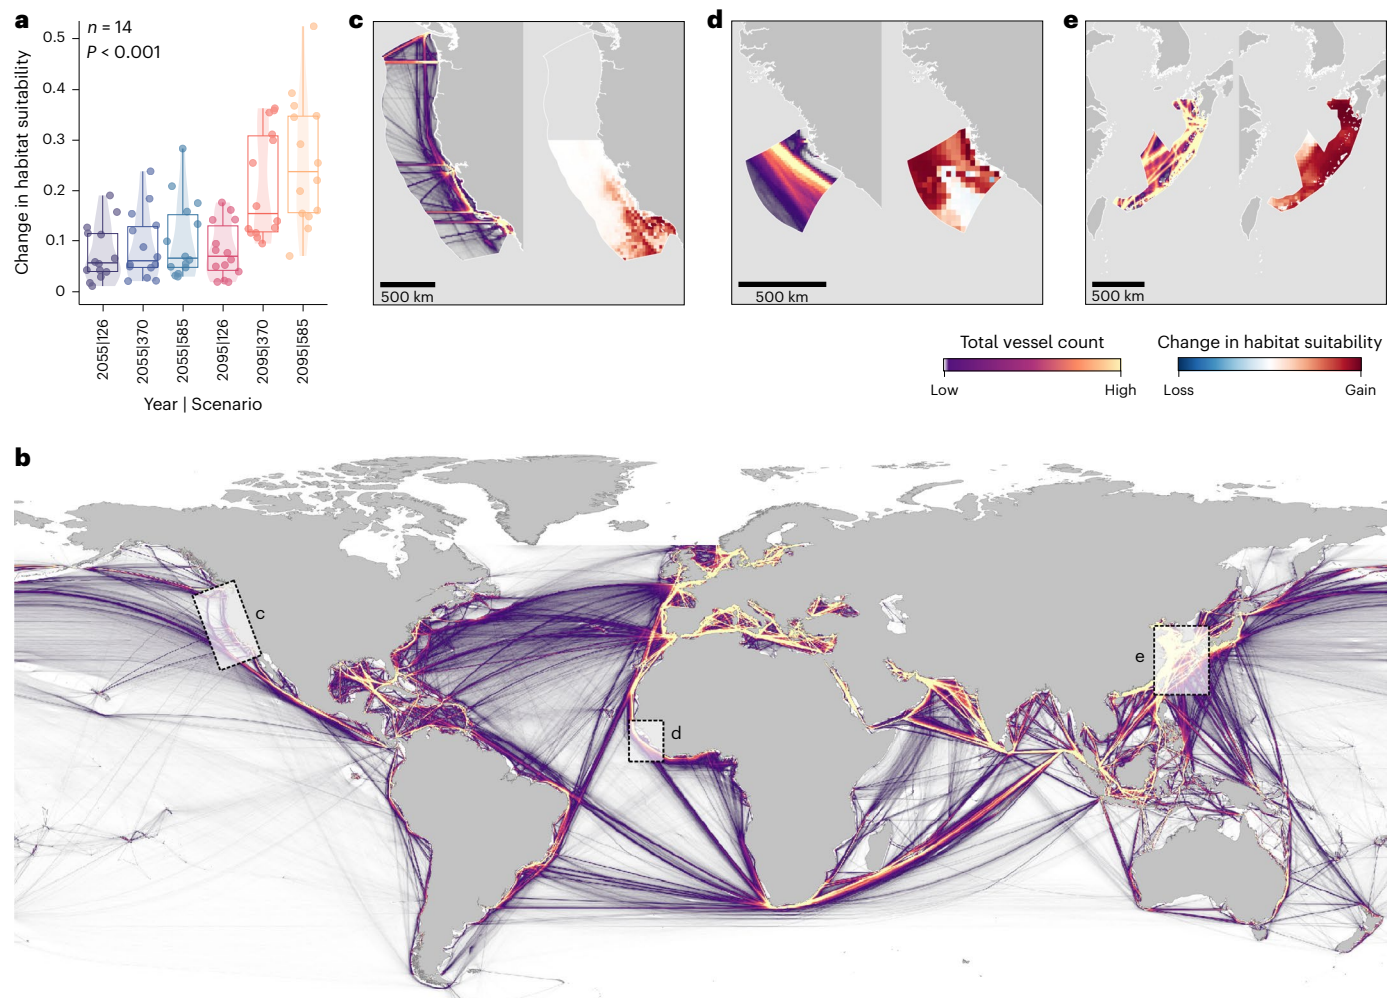 a
n = 14
P < 0.001
Change in habitat suitability
0.5
0.4
0.3
0.2
0.1
0
2055|126
2055|370
2055|585
2095|126
2095|370
2095|585
Year | Scenario
c
500 km
d
500 km
e
500 km
Total vessel count
Low
High
Change in habitat suitability
Loss
Gain
b
c
d
e